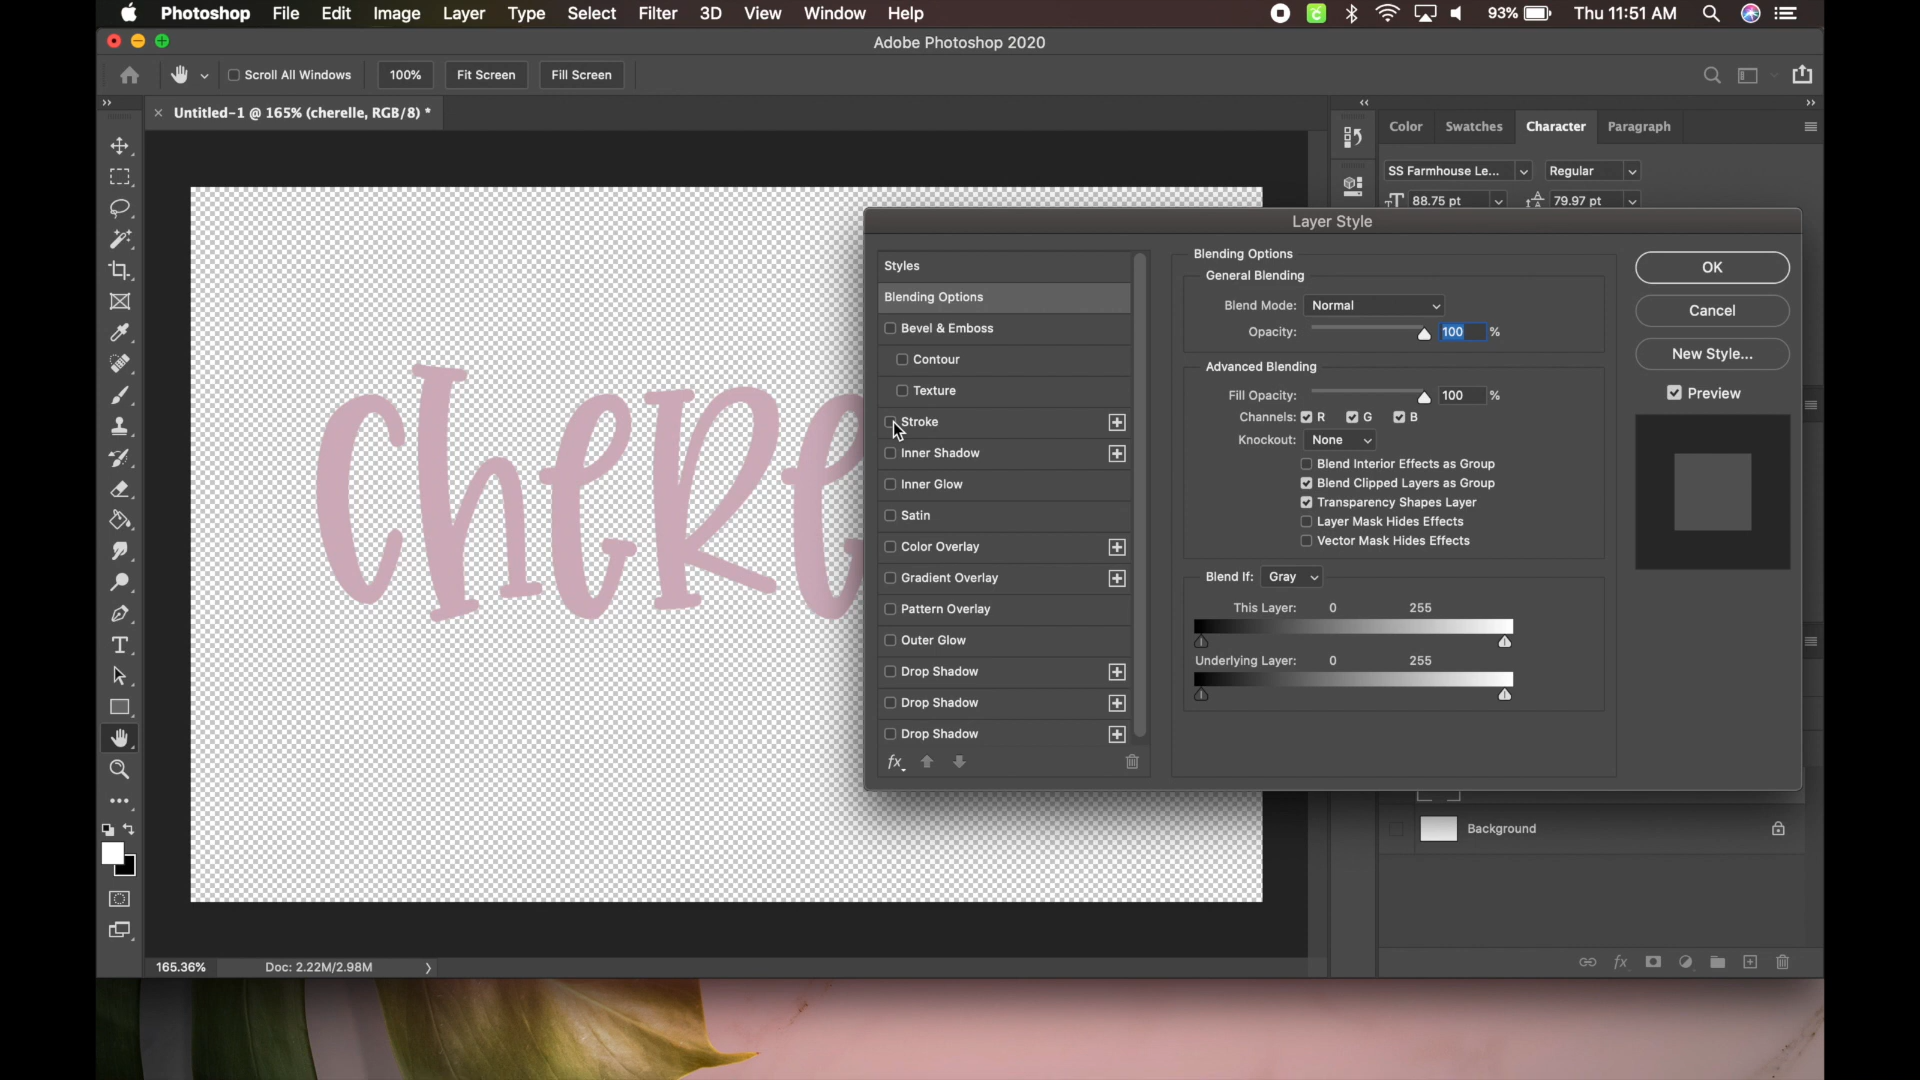 Photoshop File Edit Image Layer Type Select Filter 3D View Window Help 93% Thu 11:51 AM
Adobe Photoshop 2020
Scroll All Windows 100% Fit Screen Fill Screen
Untitled-1 @ 165% (cherelle, RGB/8) *
Color Swatches Character Paragraph
SS Farmhouse Le... Regular
88.75 pt 79.97 pt
Layer Style
Styles
Blending Options
Bevel & Emboss
Contour
Texture
Stroke
Inner Shadow
Inner Glow
Satin
Color Overlay
Gradient Overlay
Pattern Overlay
Outer Glow
Drop Shadow
Drop Shadow
Drop Shadow
fx
Blending Options
General Blending
Blend Mode: Normal
Opacity: 100 %
Advanced Blending
Fill Opacity: 100 %
Channels: R G B
Knockout: None
Blend Interior Effects as Group
Blend Clipped Layers as Group
Transparency Shapes Layer
Layer Mask Hides Effects
Vector Mask Hides Effects
Blend If: Gray
This Layer: 0 255
Underlying Layer: 0 255
OK
Cancel
New Style...
Preview
cheRe
Background
fx
165.36% Doc: 2.22M/2.98M